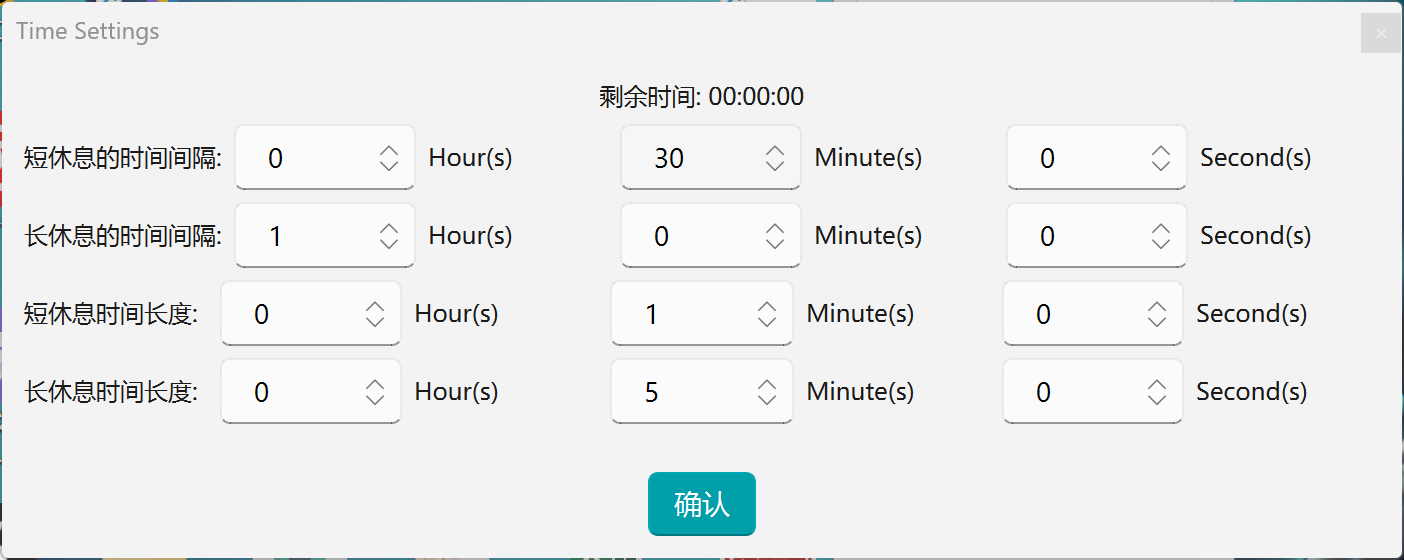 Time Settings
剩余时间: 00:00:00
短休息的时间间隔: 0 Hour(s) 30 Minute(s) 0 Second(s)
长休息的时间间隔: 1 Hour(s) 0 Minute(s) 0 Second(s)
短休息时间长度: 0 Hour(s) 1 Minute(s) 0 Second(s)
长休息时间长度: 0 Hour(s) 5 Minute(s) 0 Second(s)
确认